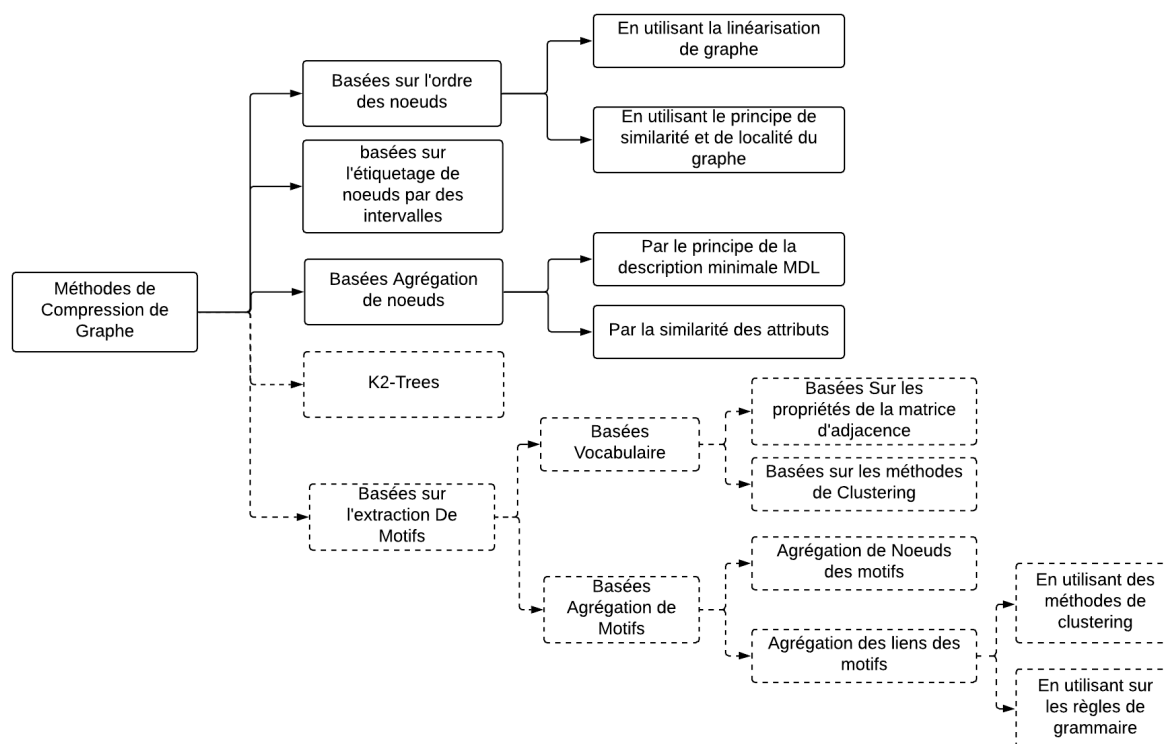 En utilisant la linéarisation
de graphe
Basées sur l'ordre
des noeuds
En utilisant le principe de
similarité et de localité du
graphe
basées sur
l'étiquetage de
noeuds par des
intervalles
Par le principe de la
description minimale MDL
Basées Agrégation
de noeuds
Méthodes de
Compression de
Graphe
Par la similarité des attributs
K2-Trees
Basées Sur les
propriétés de la matrice
d'adjacence
Basées
Vocabulaire
Basées sur les méthodes
de Clustering
Basées sur
l'extraction De
Motifs
Agrégation de Noeuds
des motifs
Basées
Agrégation de
Motifs
En utilisant des
méthodes de
clustering
Agrégation des liens des
motifs
En utilisant sur
les règles de
grammaire